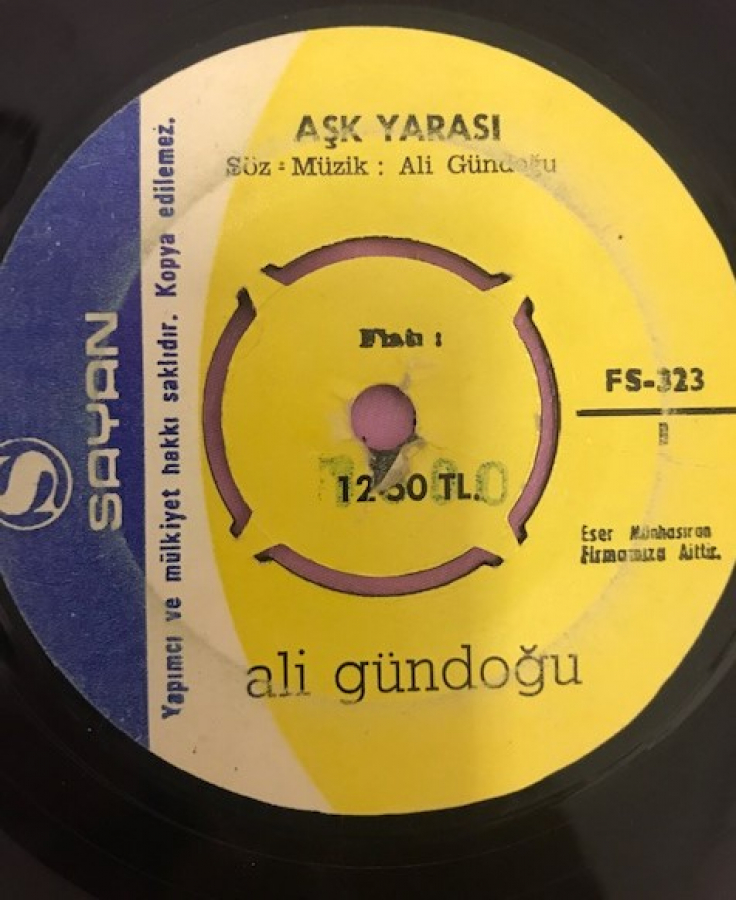 AŞK YARASI
Söz - Müzik : Ali Gündoğu
Fiatı :
12.50 TL.
FS-323
B
Eser Münhasıran
Firmamıza Aittir.
ali gündoğu
SAYAN
Yapımcı ve mülkiyet hakkı saklıdır. Kopya edilemez.